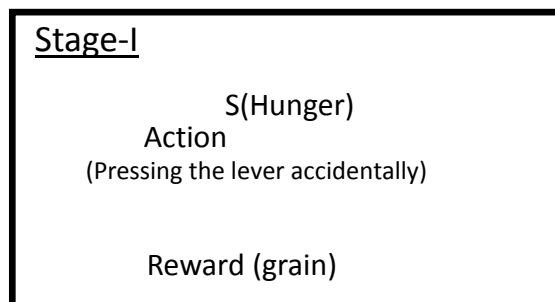 Stage-I
S(Hunger)
Action
(Pressing the lever accidentally)
Reward (grain)